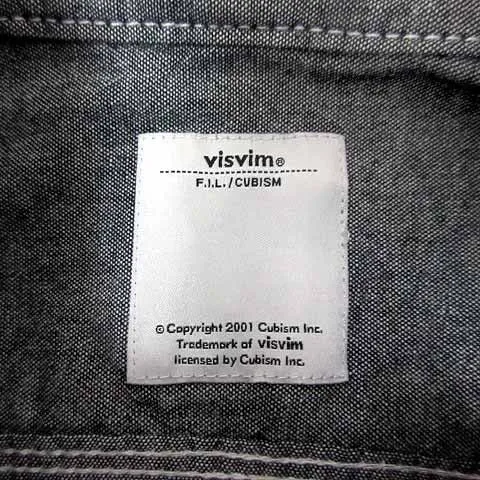 visvim®
F.I.L./CUBISM
© Copyright 2001 Cubism Inc.
Trademark of visvim
licensed by Cubism Inc.